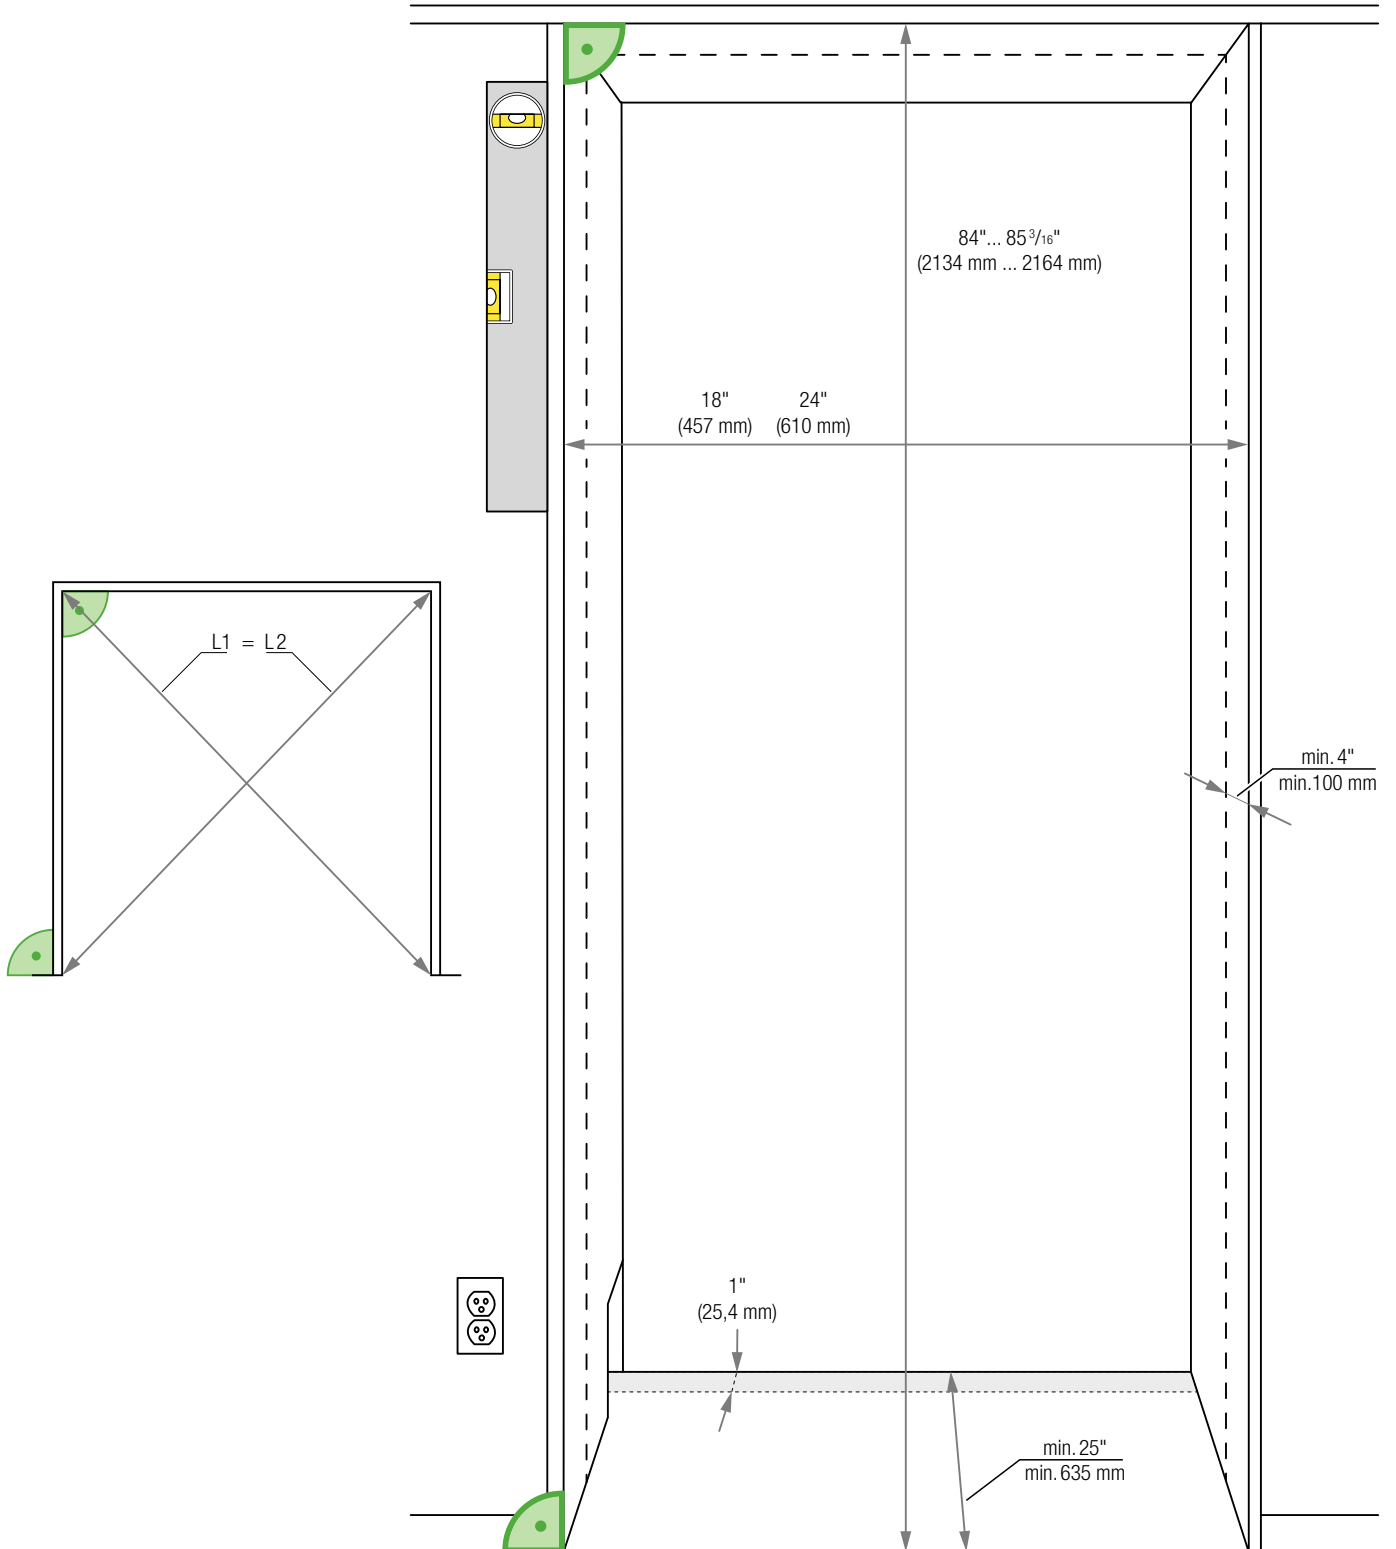 84"... 85 3/16"
(2134 mm ... 2164 mm)
18" 24"
(457 mm) (610 mm)
L1 = L2
min. 4"
min.100 mm
1"
(25,4 mm)
min. 25"
min. 635 mm